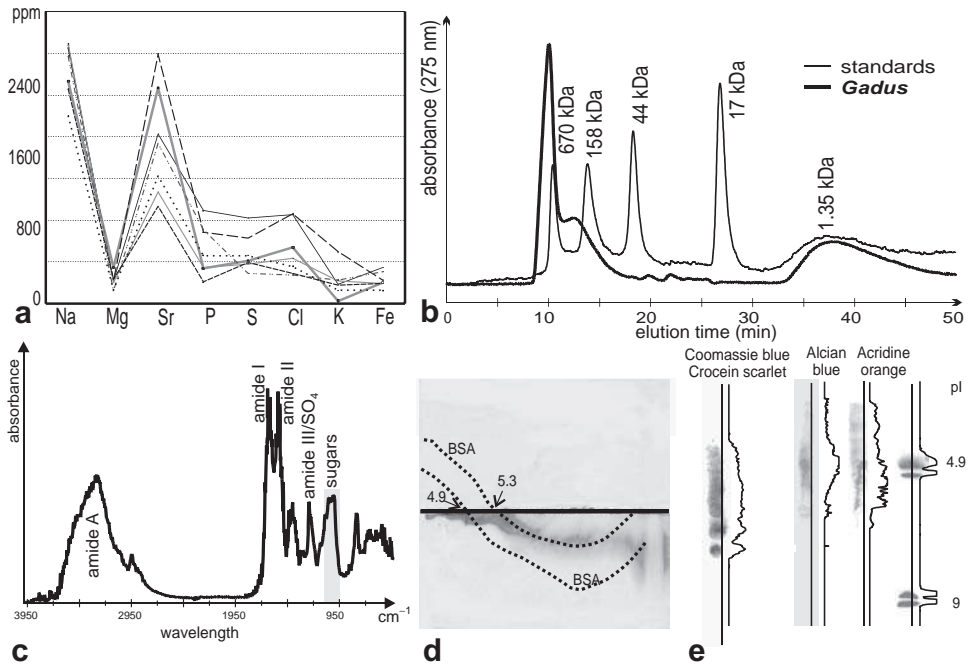 ppm
2400
1600
800
0
Na Mg Sr P S Cl K Fe
a
absorbance (275 nm)
670 kDa
158 kDa
44 kDa
17 kDa
1.35 kDa
standards
Gadus
0 10 20 30 40 50
elution time (min)
b
absorbance
amide A
amide I
amide II
amide III/SO4
sugars
3950 2950 1950 950 cm−1
wavelength
c
BSA
4.9
5.3
BSA
d
Coomassie blue
Crocein scarlet
Alcian
blue
Acridine
orange
pI
4.9
9
e